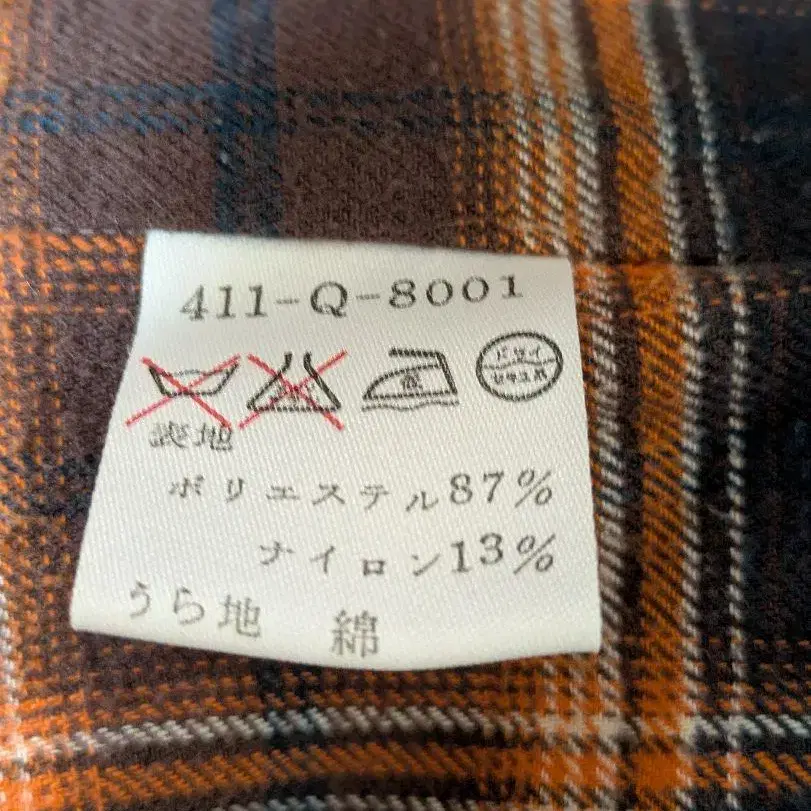 411-Q-8001
ドライ
セキユ系
表地
ポリエステル87%
ナイロン13%
うら地 綿